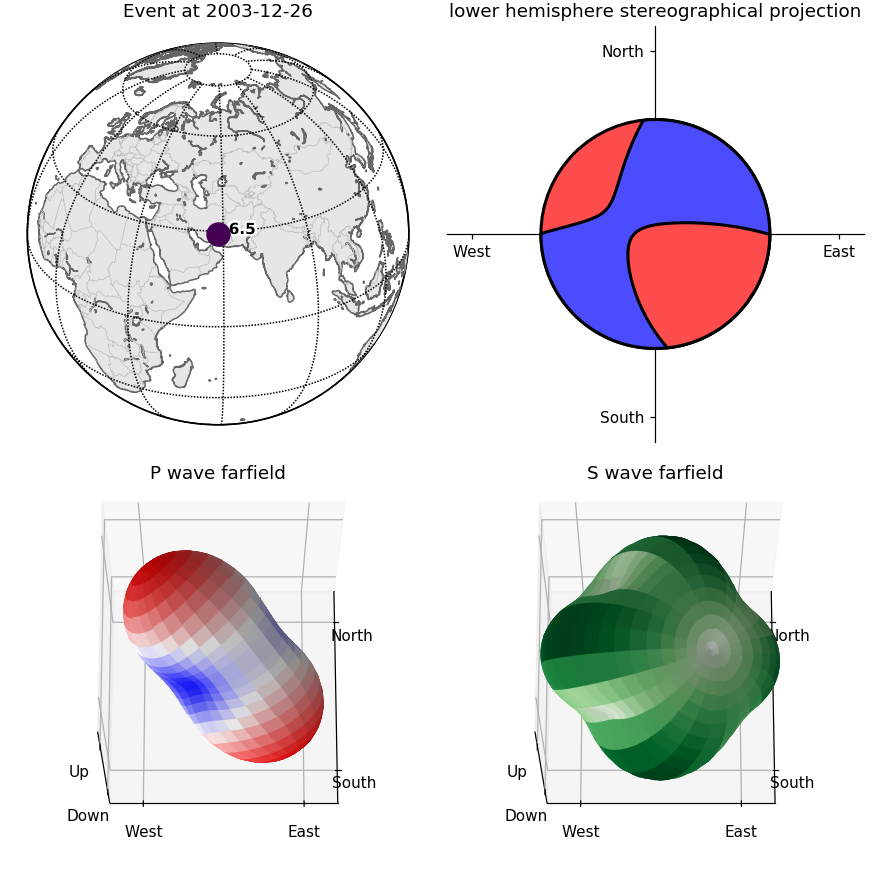 Event at 2003-12-26
lower hemisphere stereographical projection
6.5
North
West
East
South
P wave farfield
North
South
Up
Down
West
East
S wave farfield
North
South
Up
Down
West
East